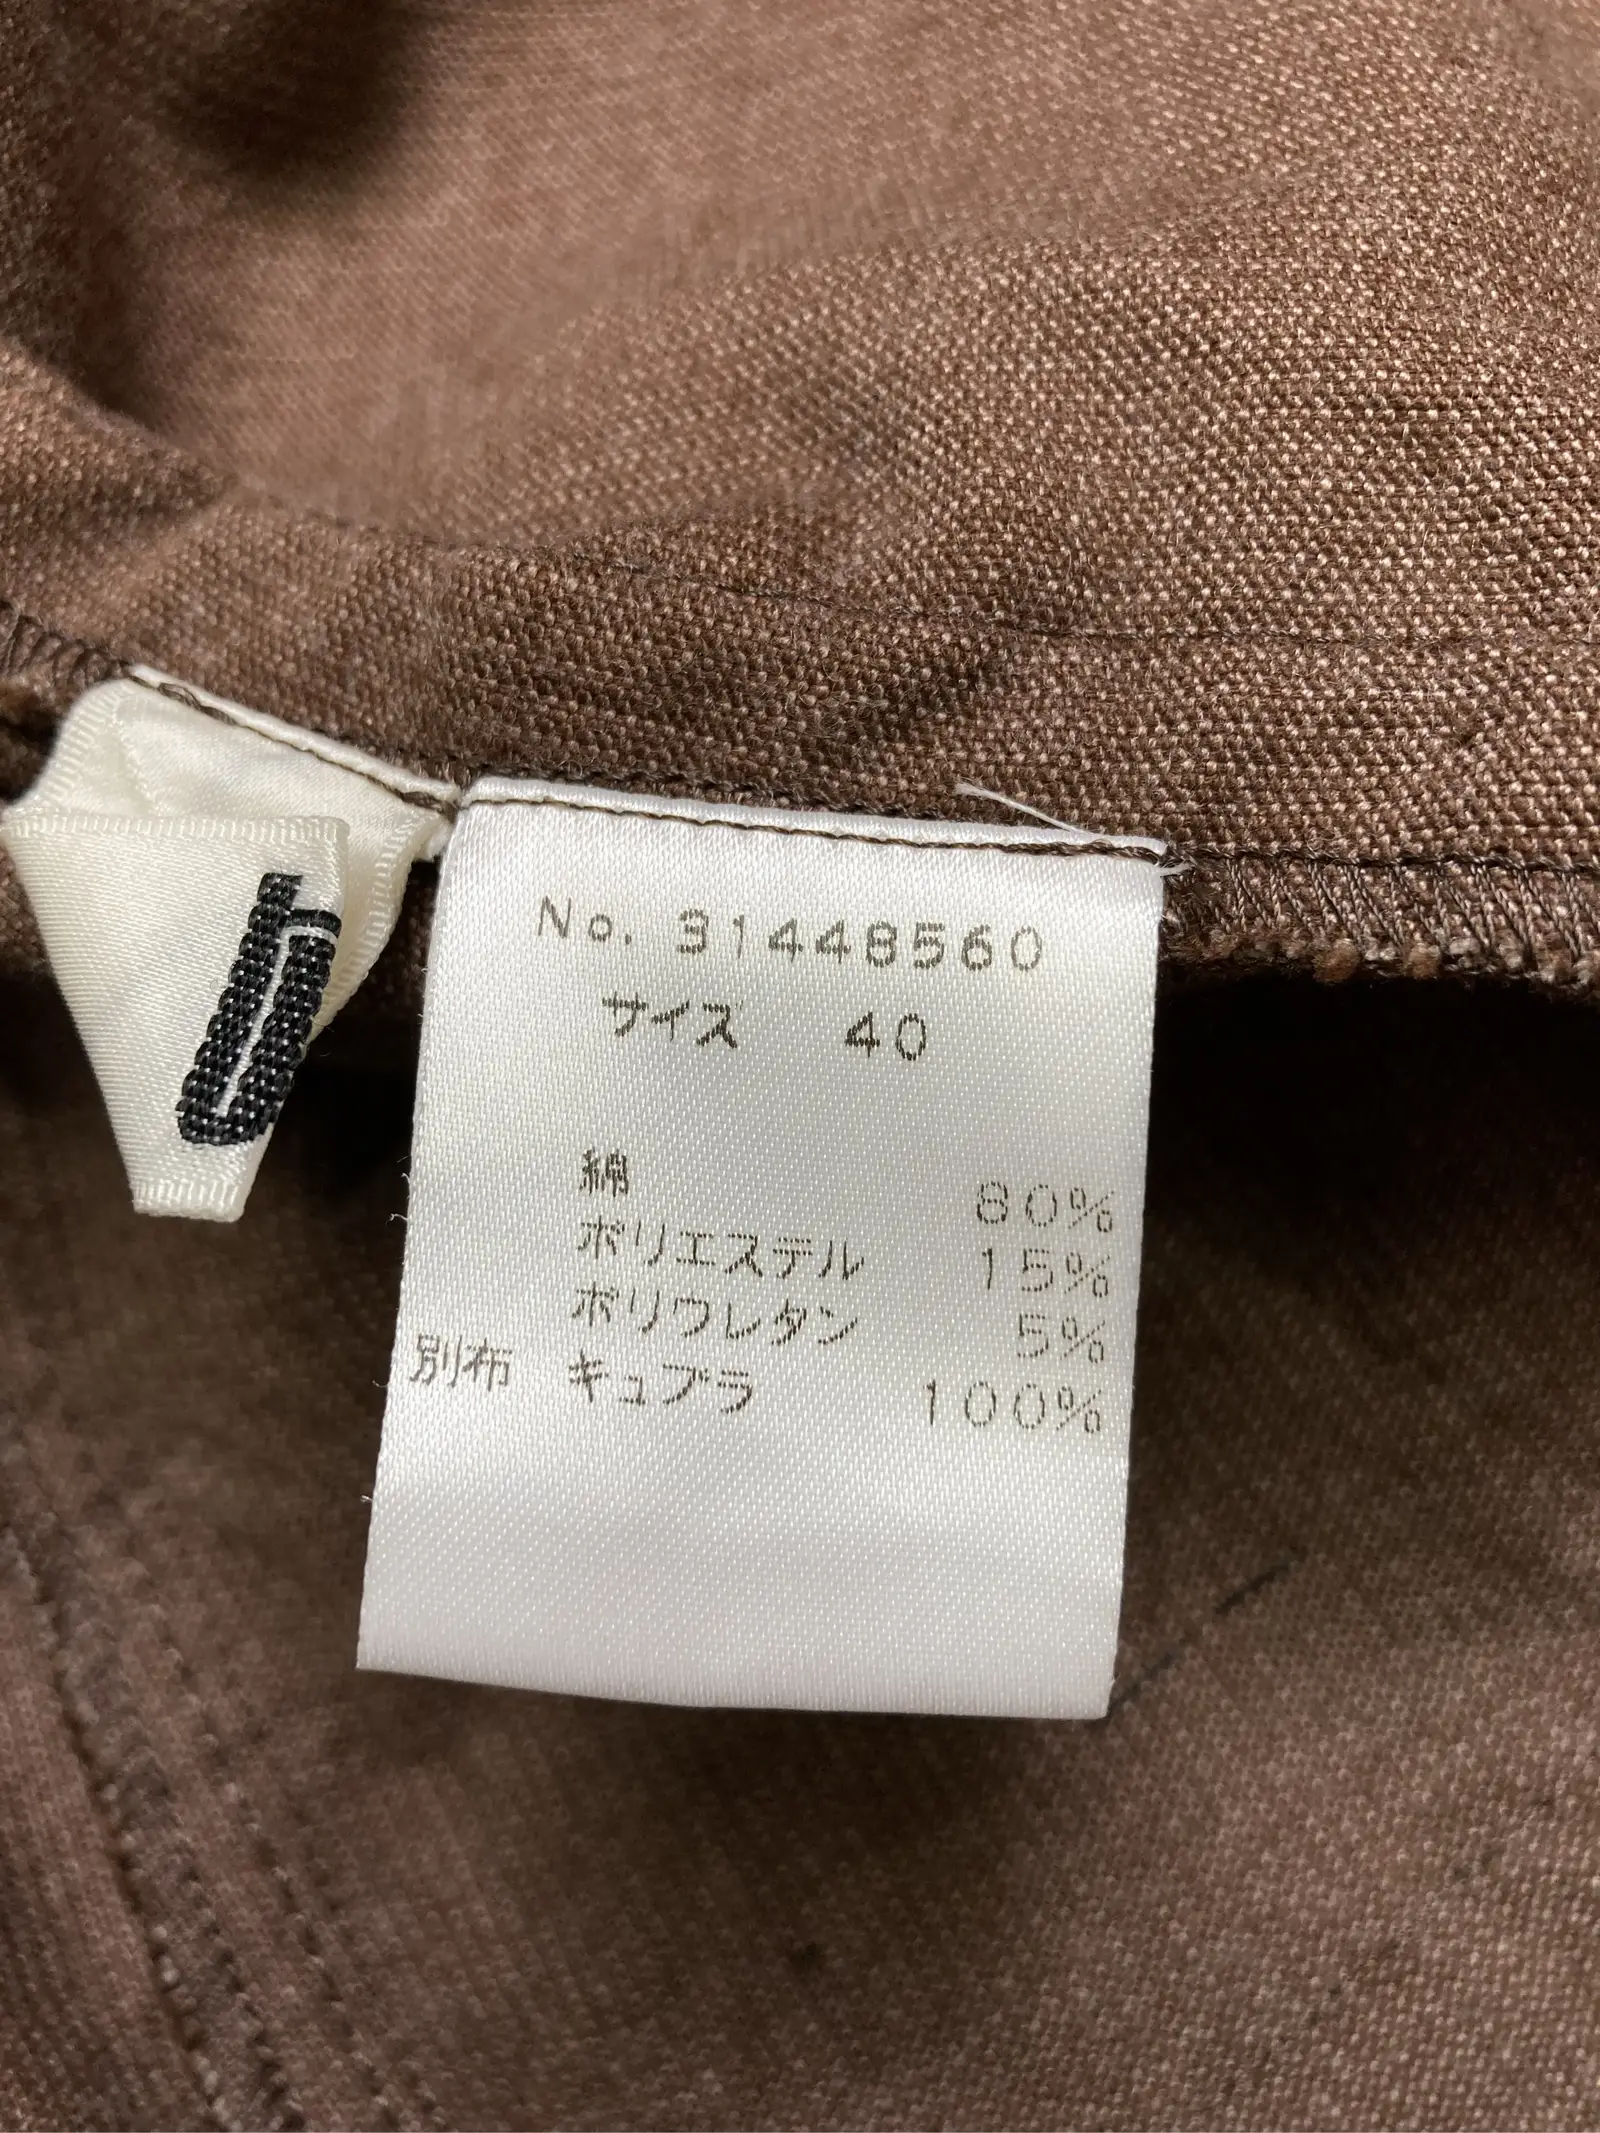 No. 31448560
サイズ 40
綿 80%
ポリエステル 15%
ポリウレタン 5%
別布 キュプラ 100%